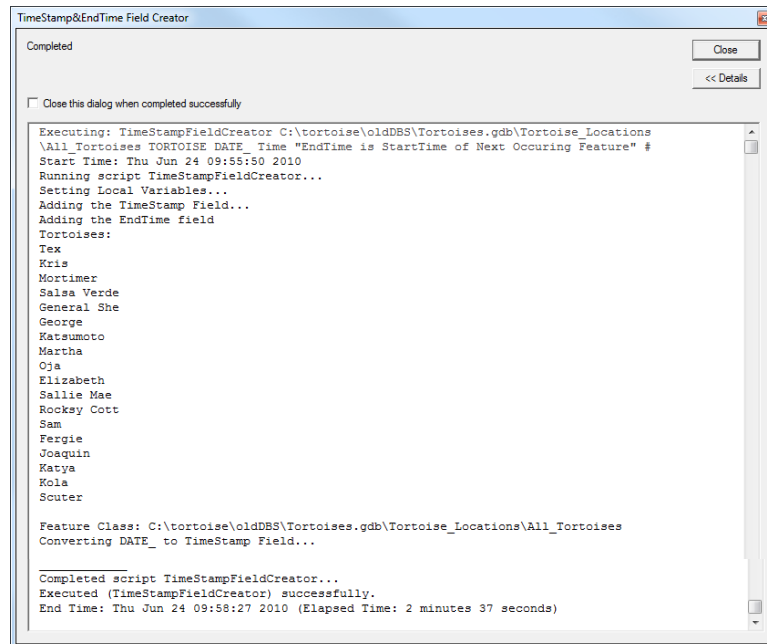 TimeStamp&EndTime Field Creator
Completed
Close
<< Details
Close this dialog when completed successfully
Executing: TimeStampFieldCreator C:\tortoise\oldDBS\Tortoises.gdb\Tortoise_Locations
\All_Tortoises TORTOISE DATE_ Time "EndTime is StartTime of Next Occuring Feature" #
Start Time: Thu Jun 24 09:55:50 2010
Running script TimeStampFieldCreator...
Setting Local Variables...
Adding the TimeStamp Field...
Adding the EndTime field
Tortoises:
Tex
Kris
Mortimer
Salsa Verde
General She
George
Katsumoto
Martha
Oja
Elizabeth
Sallie Mae
Rocksy Cott
Sam
Fergie
Joaquin
Katya
Kola
Scuter
Feature Class: C:\tortoise\oldDBS\Tortoises.gdb\Tortoise_Locations\All_Tortoises
Converting DATE_ to TimeStamp Field...
____________
Completed script TimeStampFieldCreator...
Executed (TimeStampFieldCreator) successfully.
End Time: Thu Jun 24 09:58:27 2010 (Elapsed Time: 2 minutes 37 seconds)